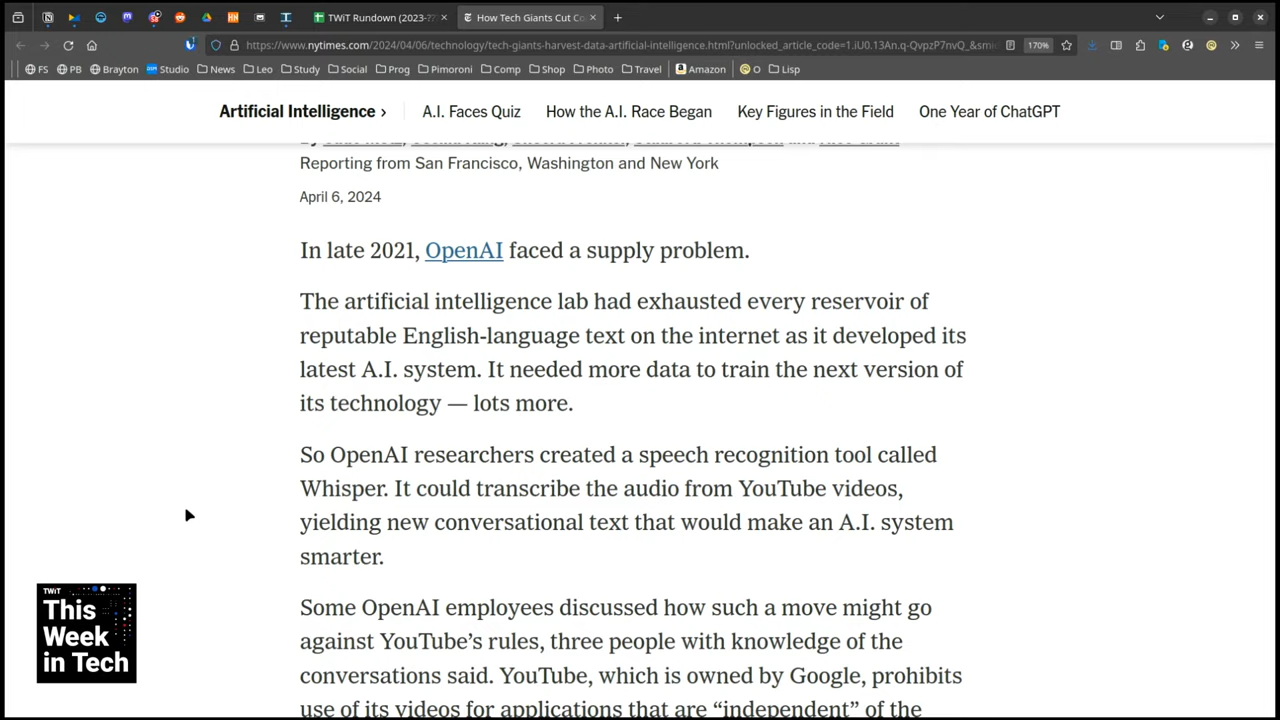 TWiT Rundown (2023-??
How Tech Giants Cut Co
https://www.nytimes.com/2024/04/06/technology/tech-giants-harvest-data-artificial-intelligence.html?unlocked_article_code=1.iU0.13An.q-QvpzP7nvQ_&sm
170%
FS PB Brayton Studio News Leo Study Social Prog Pimoroni Comp Shop Photo Travel Amazon O Lisp
Artificial Intelligence › A.I. Faces Quiz How the A.I. Race Began Key Figures in the Field One Year of ChatGPT
Reporting from San Francisco, Washington and New York
April 6, 2024
In late 2021, OpenAI faced a supply problem.
The artificial intelligence lab had exhausted every reservoir of
reputable English-language text on the internet as it developed its
latest A.I. system. It needed more data to train the next version of
its technology — lots more.
So OpenAI researchers created a speech recognition tool called
Whisper. It could transcribe the audio from YouTube videos,
yielding new conversational text that would make an A.I. system
smarter.
Some OpenAI employees discussed how such a move might go
against YouTube’s rules, three people with knowledge of the
conversations said. YouTube, which is owned by Google, prohibits
use of its videos for applications that are “independent” of the
TWiT
This
Week
in Tech